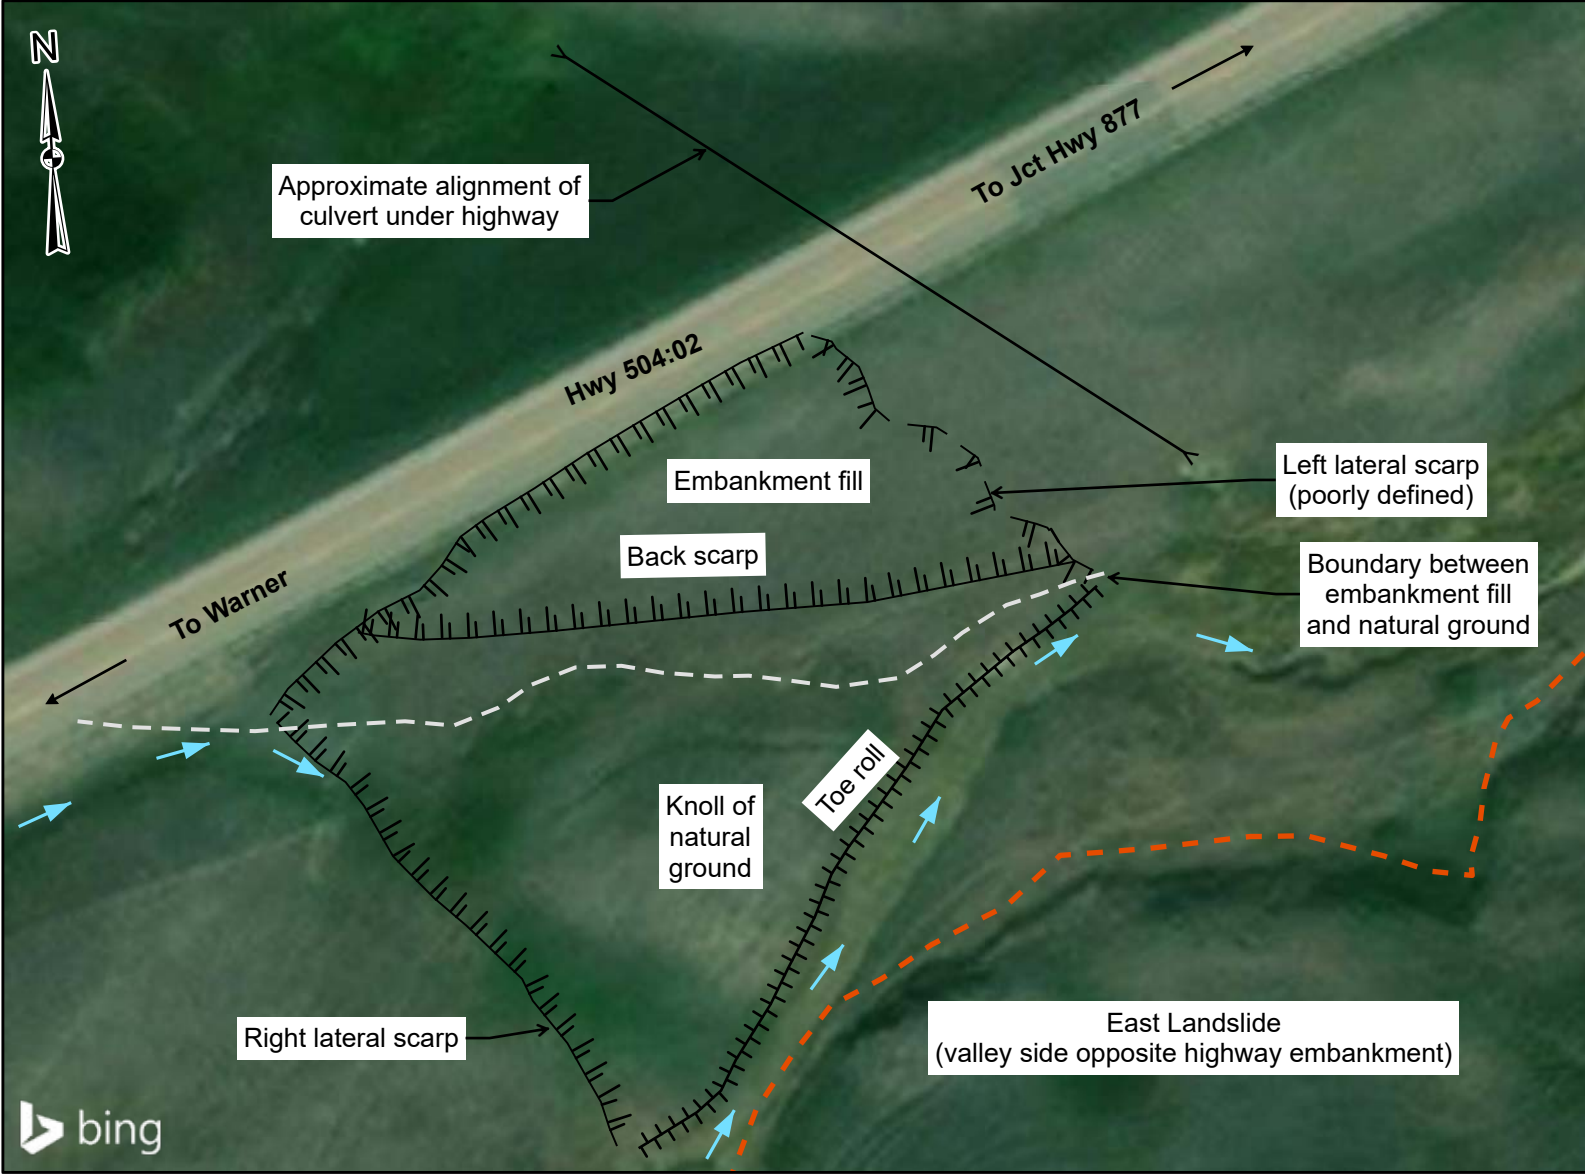 N
To Jct Hwy 877
Approximate alignment of
culvert under highway
Hwy 504:02
Embankment fill
Left lateral scarp
(poorly defined)
Back scarp
Boundary between
embankment fill
and natural ground
To Warner
Toe roll
Knoll of
natural
ground
East Landslide
(valley side opposite highway embankment)
Right lateral scarp
bing